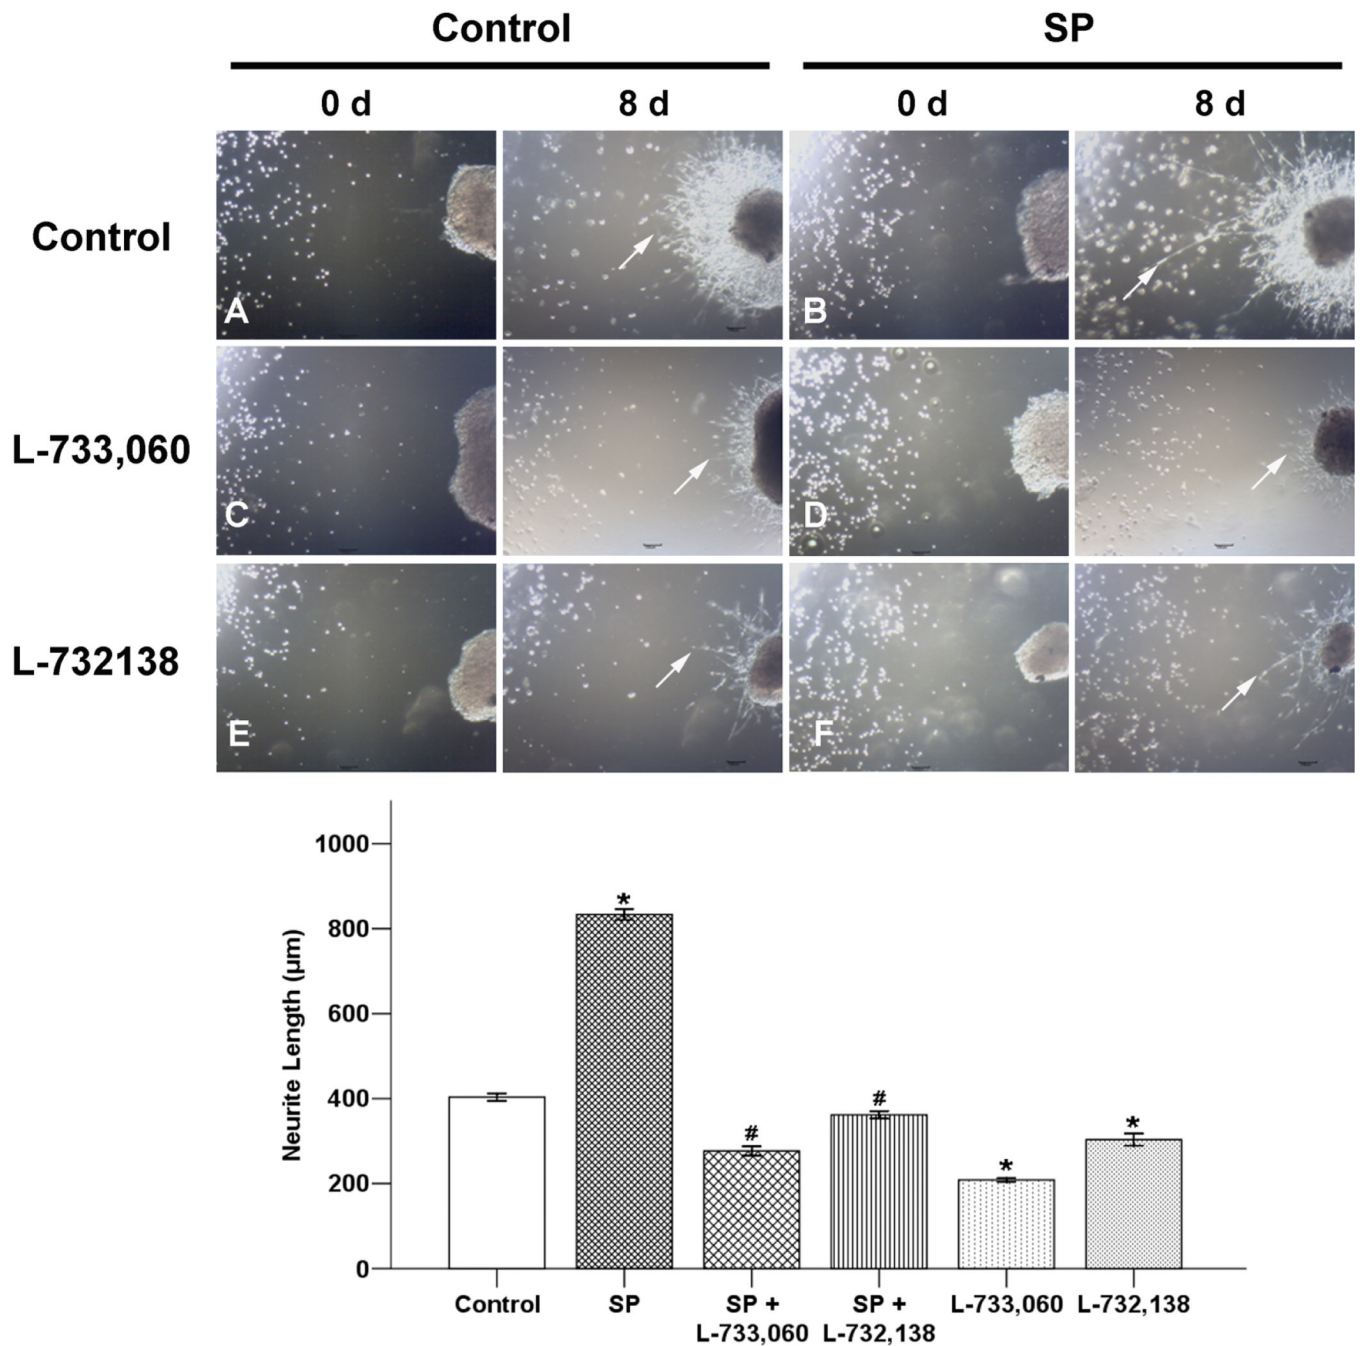 Control SP
0 d 8 d 0 d 8 d
Control
A B
L-733,060
C D
L-732138
E F
1000
800
600
400
200
0
Neurite Length (μm)
*
#
#
*
*
Control SP SP + SP + L-733,060 L-732,138
L-733,060 L-732,138